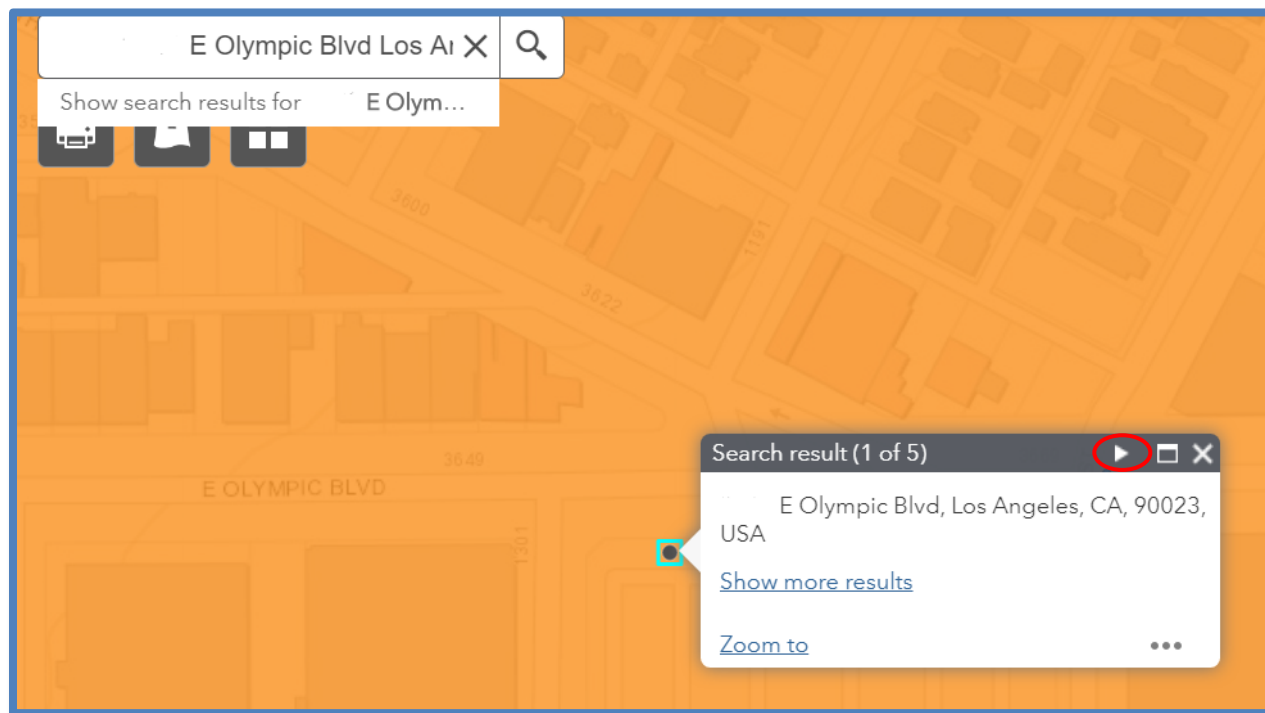 E Olympic Blvd Los Ar
Show search results for E Olym...
3600
1191
3622
3649
Search result (1 of 5)
E OLYMPIC BLVD
E Olympic Blvd, Los Angeles, CA, 90023,
USA
1301
Show more results
Zoom to